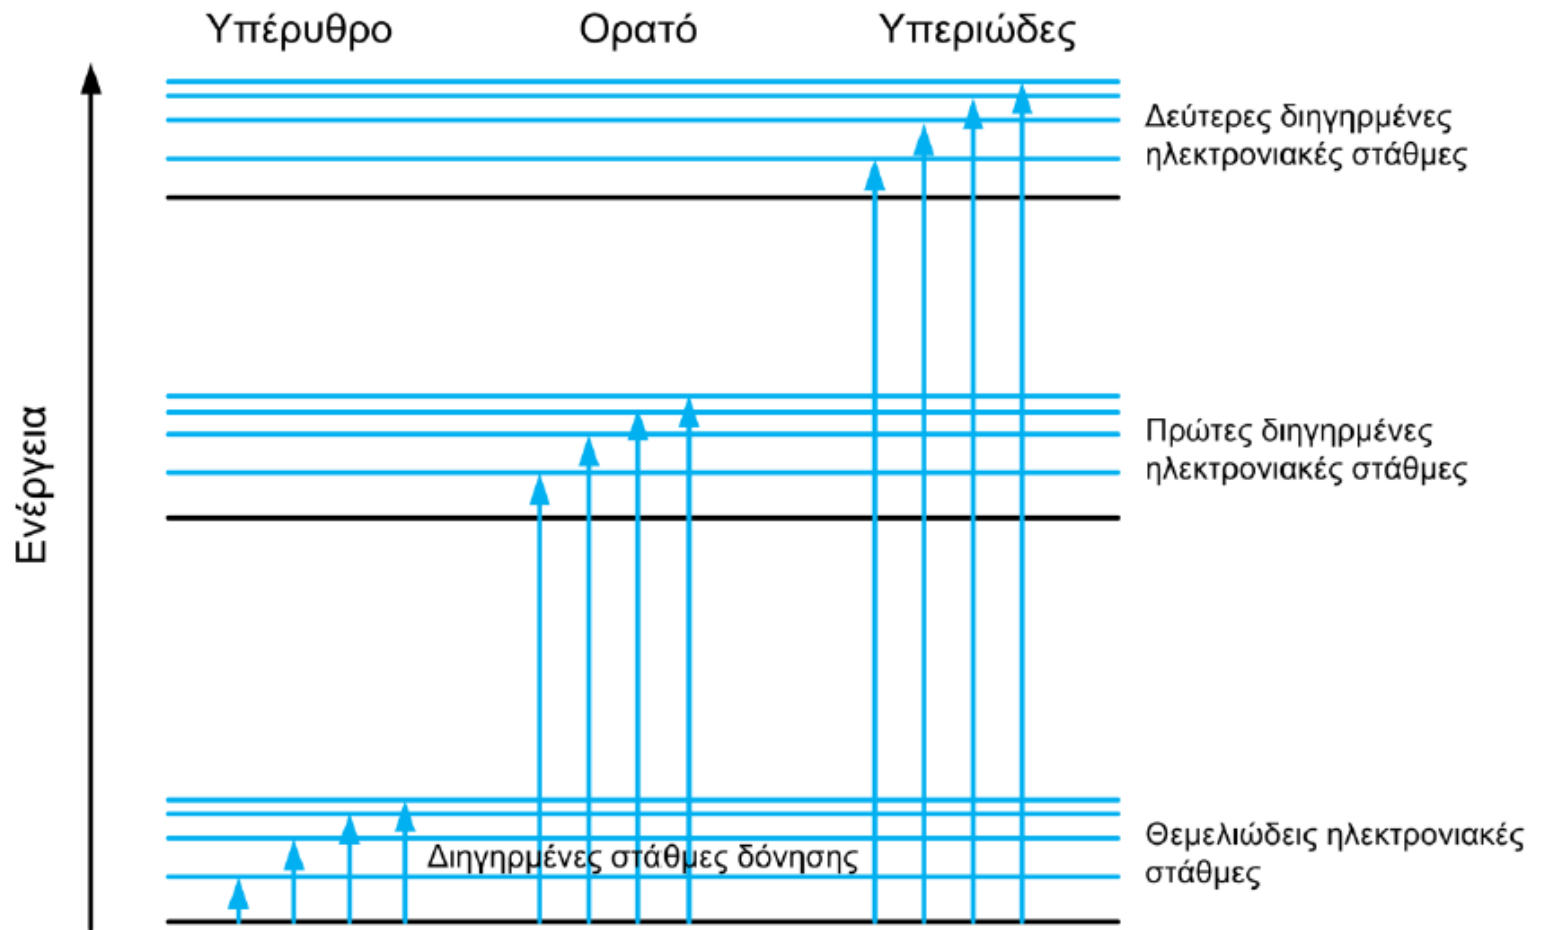 Υπέρυθρο
Ορατό
Υπεριώδες
Δεύτερες διηγηρμένες
ηλεκτρονιακές στάθμες
Ενέργεια
Πρώτες διηγηρμένες
ηλεκτρονιακές στάθμες
Διηγηρμένες στάθμες δόνησης
Θεμελιώδεις ηλεκτρονιακές
στάθμες